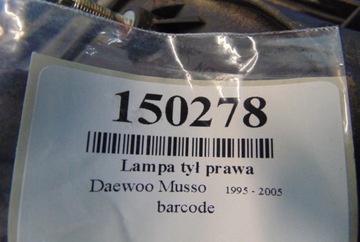 150278
Lampa tył prawa
Daewoo Musso 1995 - 2005
barcode